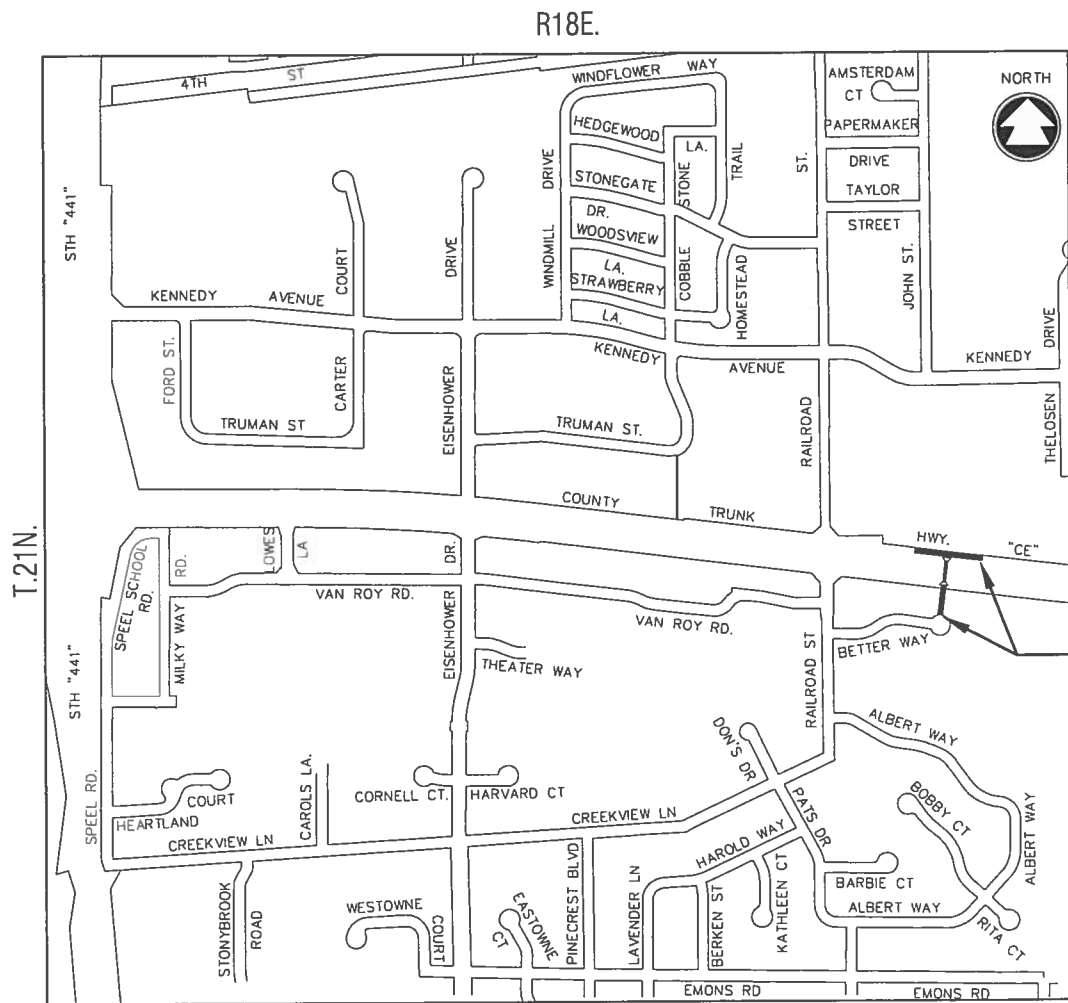 R18E.
T.21N.
NORTH
4TH
ST
WINDFLOWER WAY
AMSTERDAM
CT
PAPERMAKER
DRIVE
TAYLOR
STREET
HEDGEWOOD
LA.
STONEGATE
DR.
WOODSVIEW
LA.
STRAWBERRY
LA.
STONE
COBBLE
TRAIL
HOMESTEAD
ST.
DRIVE
WINDMILL
JOHN ST.
STH "441"
COURT
DRIVE
KENNEDY
AVENUE
KENNEDY
AVENUE
KENNEDY
DRIVE
THELOSEN
FORD ST.
CARTER
EISENHOWER
TRUMAN ST
TRUMAN ST.
RAILROAD
COUNTY
TRUNK
HWY.
"CE"
SPEEL SCHOOL
RD.
RD.
MILKY WAY
LOWES
LA
DR.
EISENHOWER
VAN ROY RD.
VAN ROY RD.
BETTER WAY
THEATER WAY
RAILROAD ST
STH "441"
SPEEL RD.
ALBERT WAY
DON'S DR
PATS DR
BOBBY CT
ALBERT WAY
HEARTLAND
COURT
CAROLS LA.
CORNELL CT.
HARVARD CT
CREEKVIEW LN
CREEKVIEW LN
HAROLD WAY
BARBIE CT
ALBERT WAY
RITA CT
STONYBROOK
ROAD
WESTOWNE
COURT
EASTOWNE
CT
PINECREST BLVD
LAVENDER LN
BERKEN ST
KATHLEEN CT
EMONS RD
EMONS RD